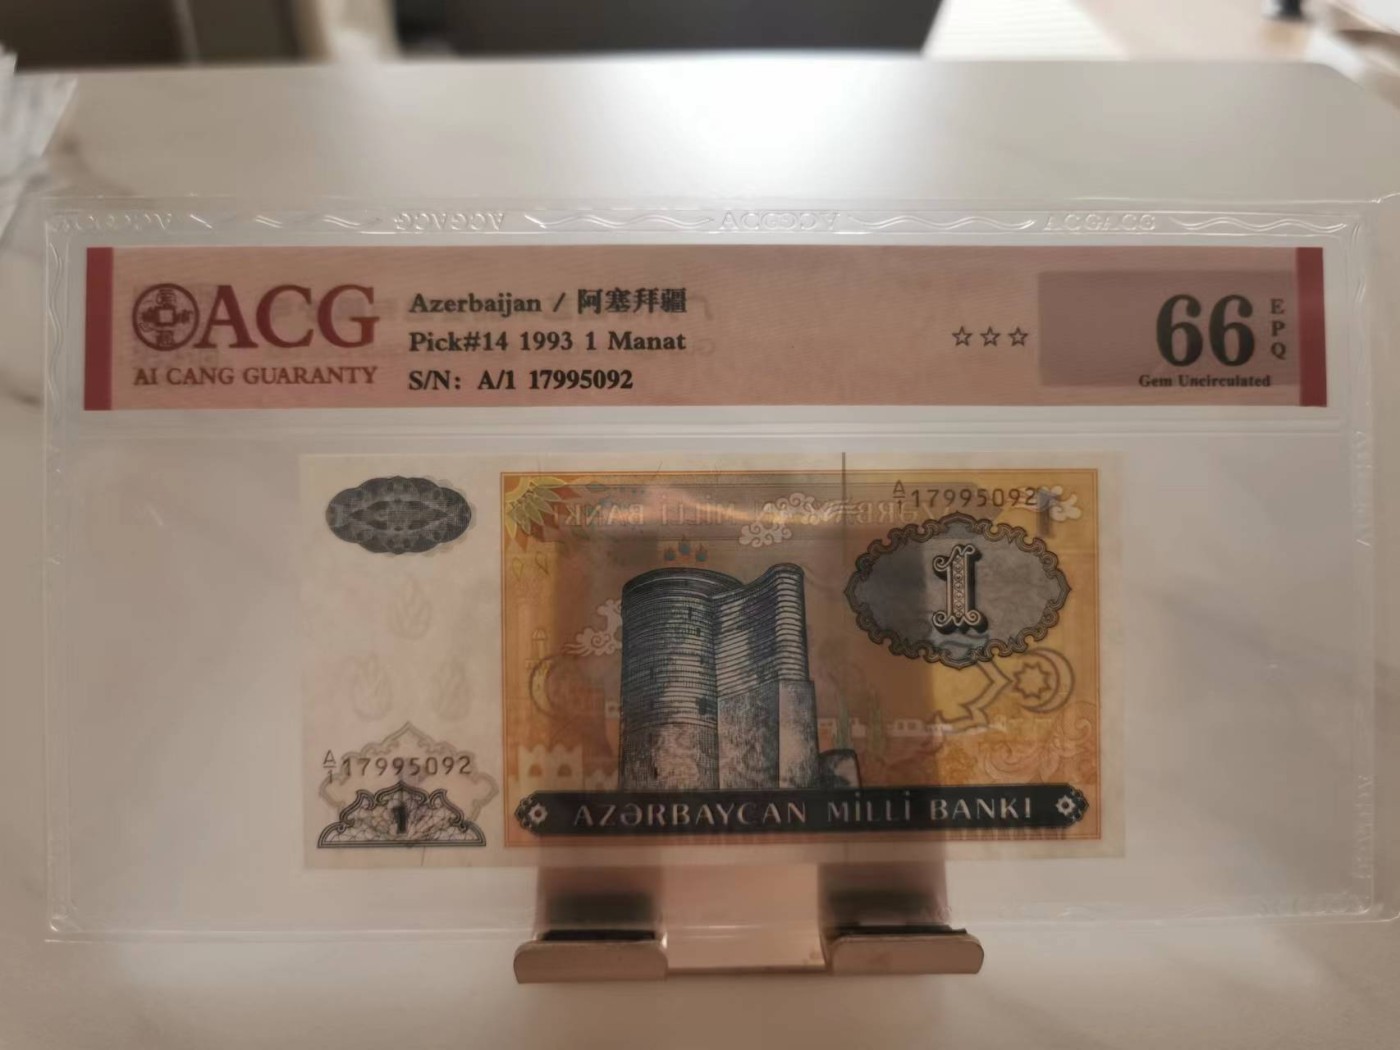 ACG
AI CANG GUARANTY
Azerbaijan / 阿塞拜疆
Pick#14 1993 1 Manat
S/N: A/1 17995092
☆☆☆
66
EPQ
Gem Uncirculated
A/1 17995092
1
A/1 17995092
1
AZƏRBAYCAN MİLLİ BANKI